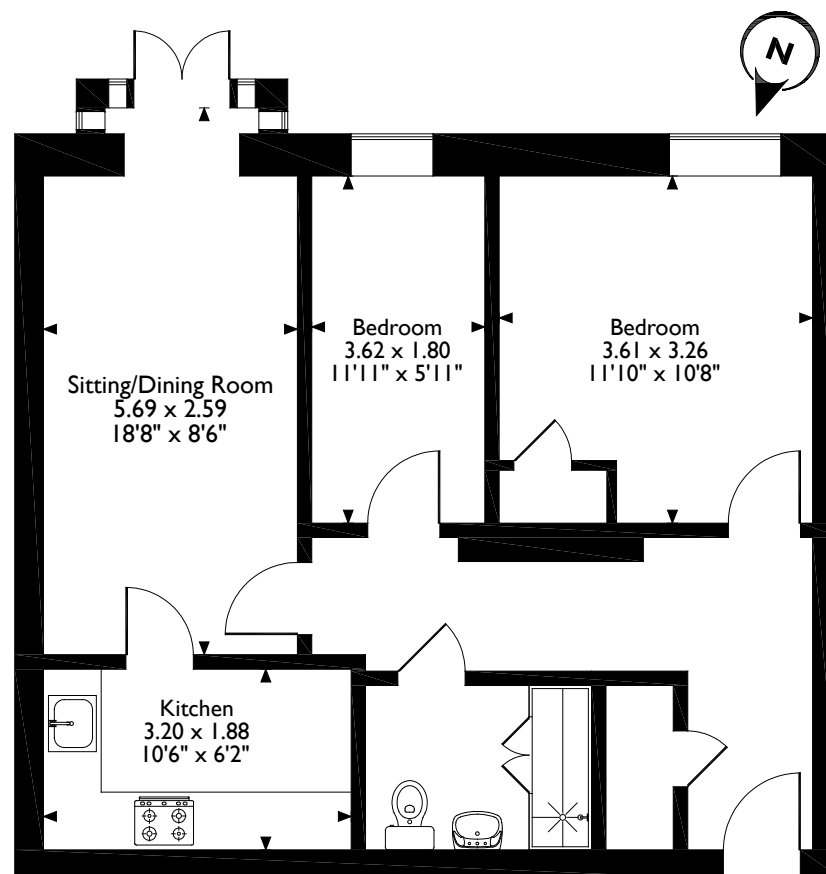 N
Bedroom
3.62 x 1.80
11'11" x 5'11"
Bedroom
3.61 x 3.26
11'10" x 10'8"
Sitting/Dining Room
5.69 x 2.59
18'8" x 8'6"
Kitchen
3.20 x 1.88
10'6" x 6'2"